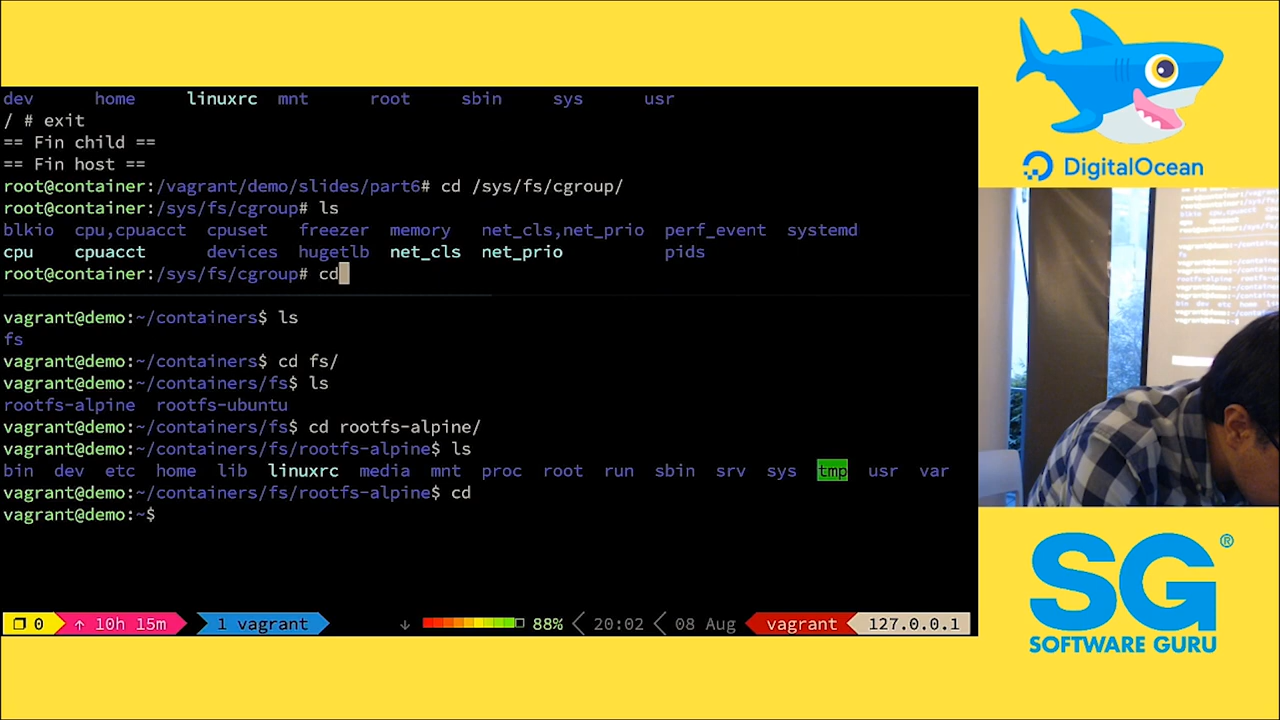 dev home linuxrc mnt root sbin sys usr
/ # exit
== Fin child ==
== Fin host ==
root@container:/vagrant/demo/slides/part6# cd /sys/fs/cgroup/
root@container:/sys/fs/cgroup# ls
blkio cpu,cpuacct cpuset freezer memory net_cls,net_prio perf_event systemd
cpu cpuacct devices hugetlb net_cls net_prio pids
root@container:/sys/fs/cgroup# cd
vagrant@demo:~/containers$ ls
fs
vagrant@demo:~/containers$ cd fs/
vagrant@demo:~/containers/fs$ ls
rootfs-alpine rootfs-ubuntu
vagrant@demo:~/containers/fs$ cd rootfs-alpine/
vagrant@demo:~/containers/fs/rootfs-alpine$ ls
bin dev etc home lib linuxrc media mnt proc root run sbin srv sys tmp usr var
vagrant@demo:~/containers/fs/rootfs-alpine$ cd
vagrant@demo:~$
0 ↑ 10h 15m 1 vagrant ↓ 88% 20:02 08 Aug vagrant 127.0.0.1
DigitalOcean
SG®
SOFTWARE GURU